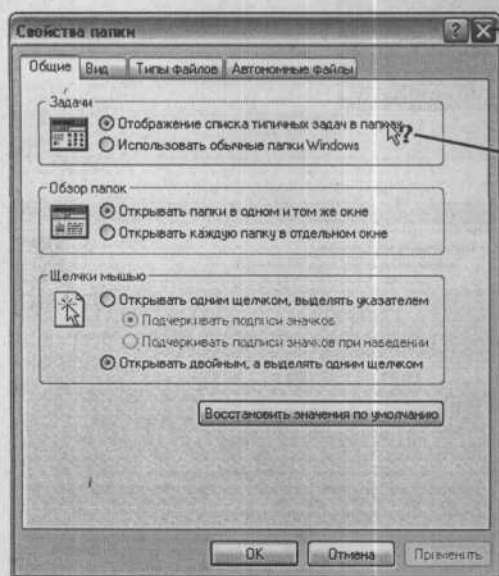 Свойства папки
Общие Вид Типы файлов Автономные файлы
Задачи
Отображение списка типичных задач в папках
Использовать обычные папки Windows
Обзор папок
Открывать папки в одном и том же окне
Открывать каждую папку в отдельном окне
Щелчки мышью
Открывать одним щелчком, выделять указателем
Подчеркивать подписи значков
Подчеркивать подписи значков при наведении
Открывать двойным, а выделять одним щелчком
Восстановить значения по умолчанию
OK Отмена Применить